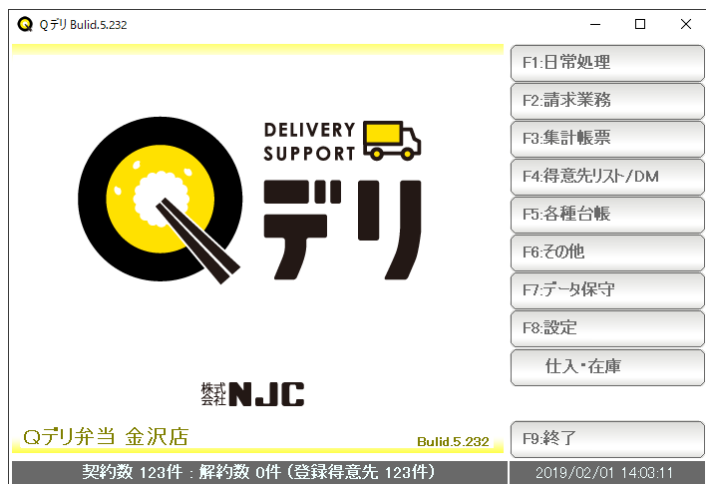 Qデリ Bulid.5.232
DELIVERY
SUPPORT
Qデリ
株式会社NJC
Qデリ弁当 金沢店
Bulid.5.232
F1:日常処理
F2:請求業務
F3:集計帳票
F4:得意先リスト/DM
F5:各種台帳
F6:その他
F7:データ保守
F8:設定
仕入・在庫
F9:終了
契約数 123件 : 解約数 0件 (登録得意先 123件)
2019/02/01 14:03:11